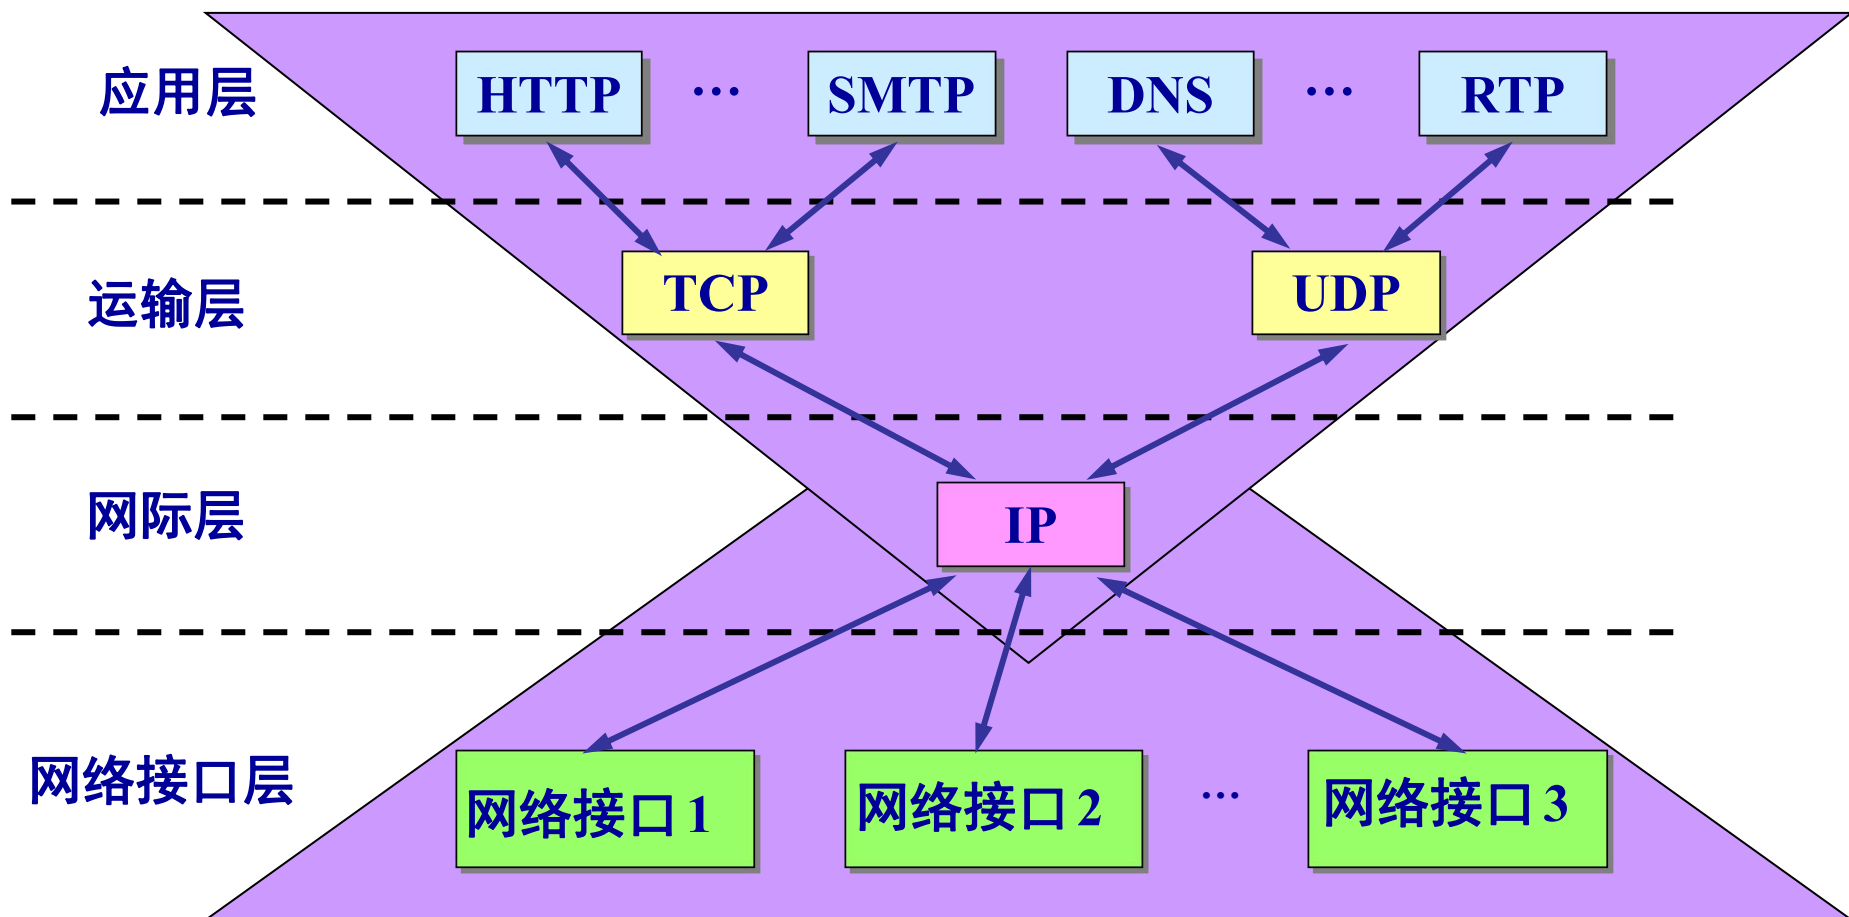 应用层 HTTP ··· SMTP DNS ··· RTP
运输层 TCP UDP
网际层 IP
网络接口层 网络接口 1 网络接口 2 ··· 网络接口 3